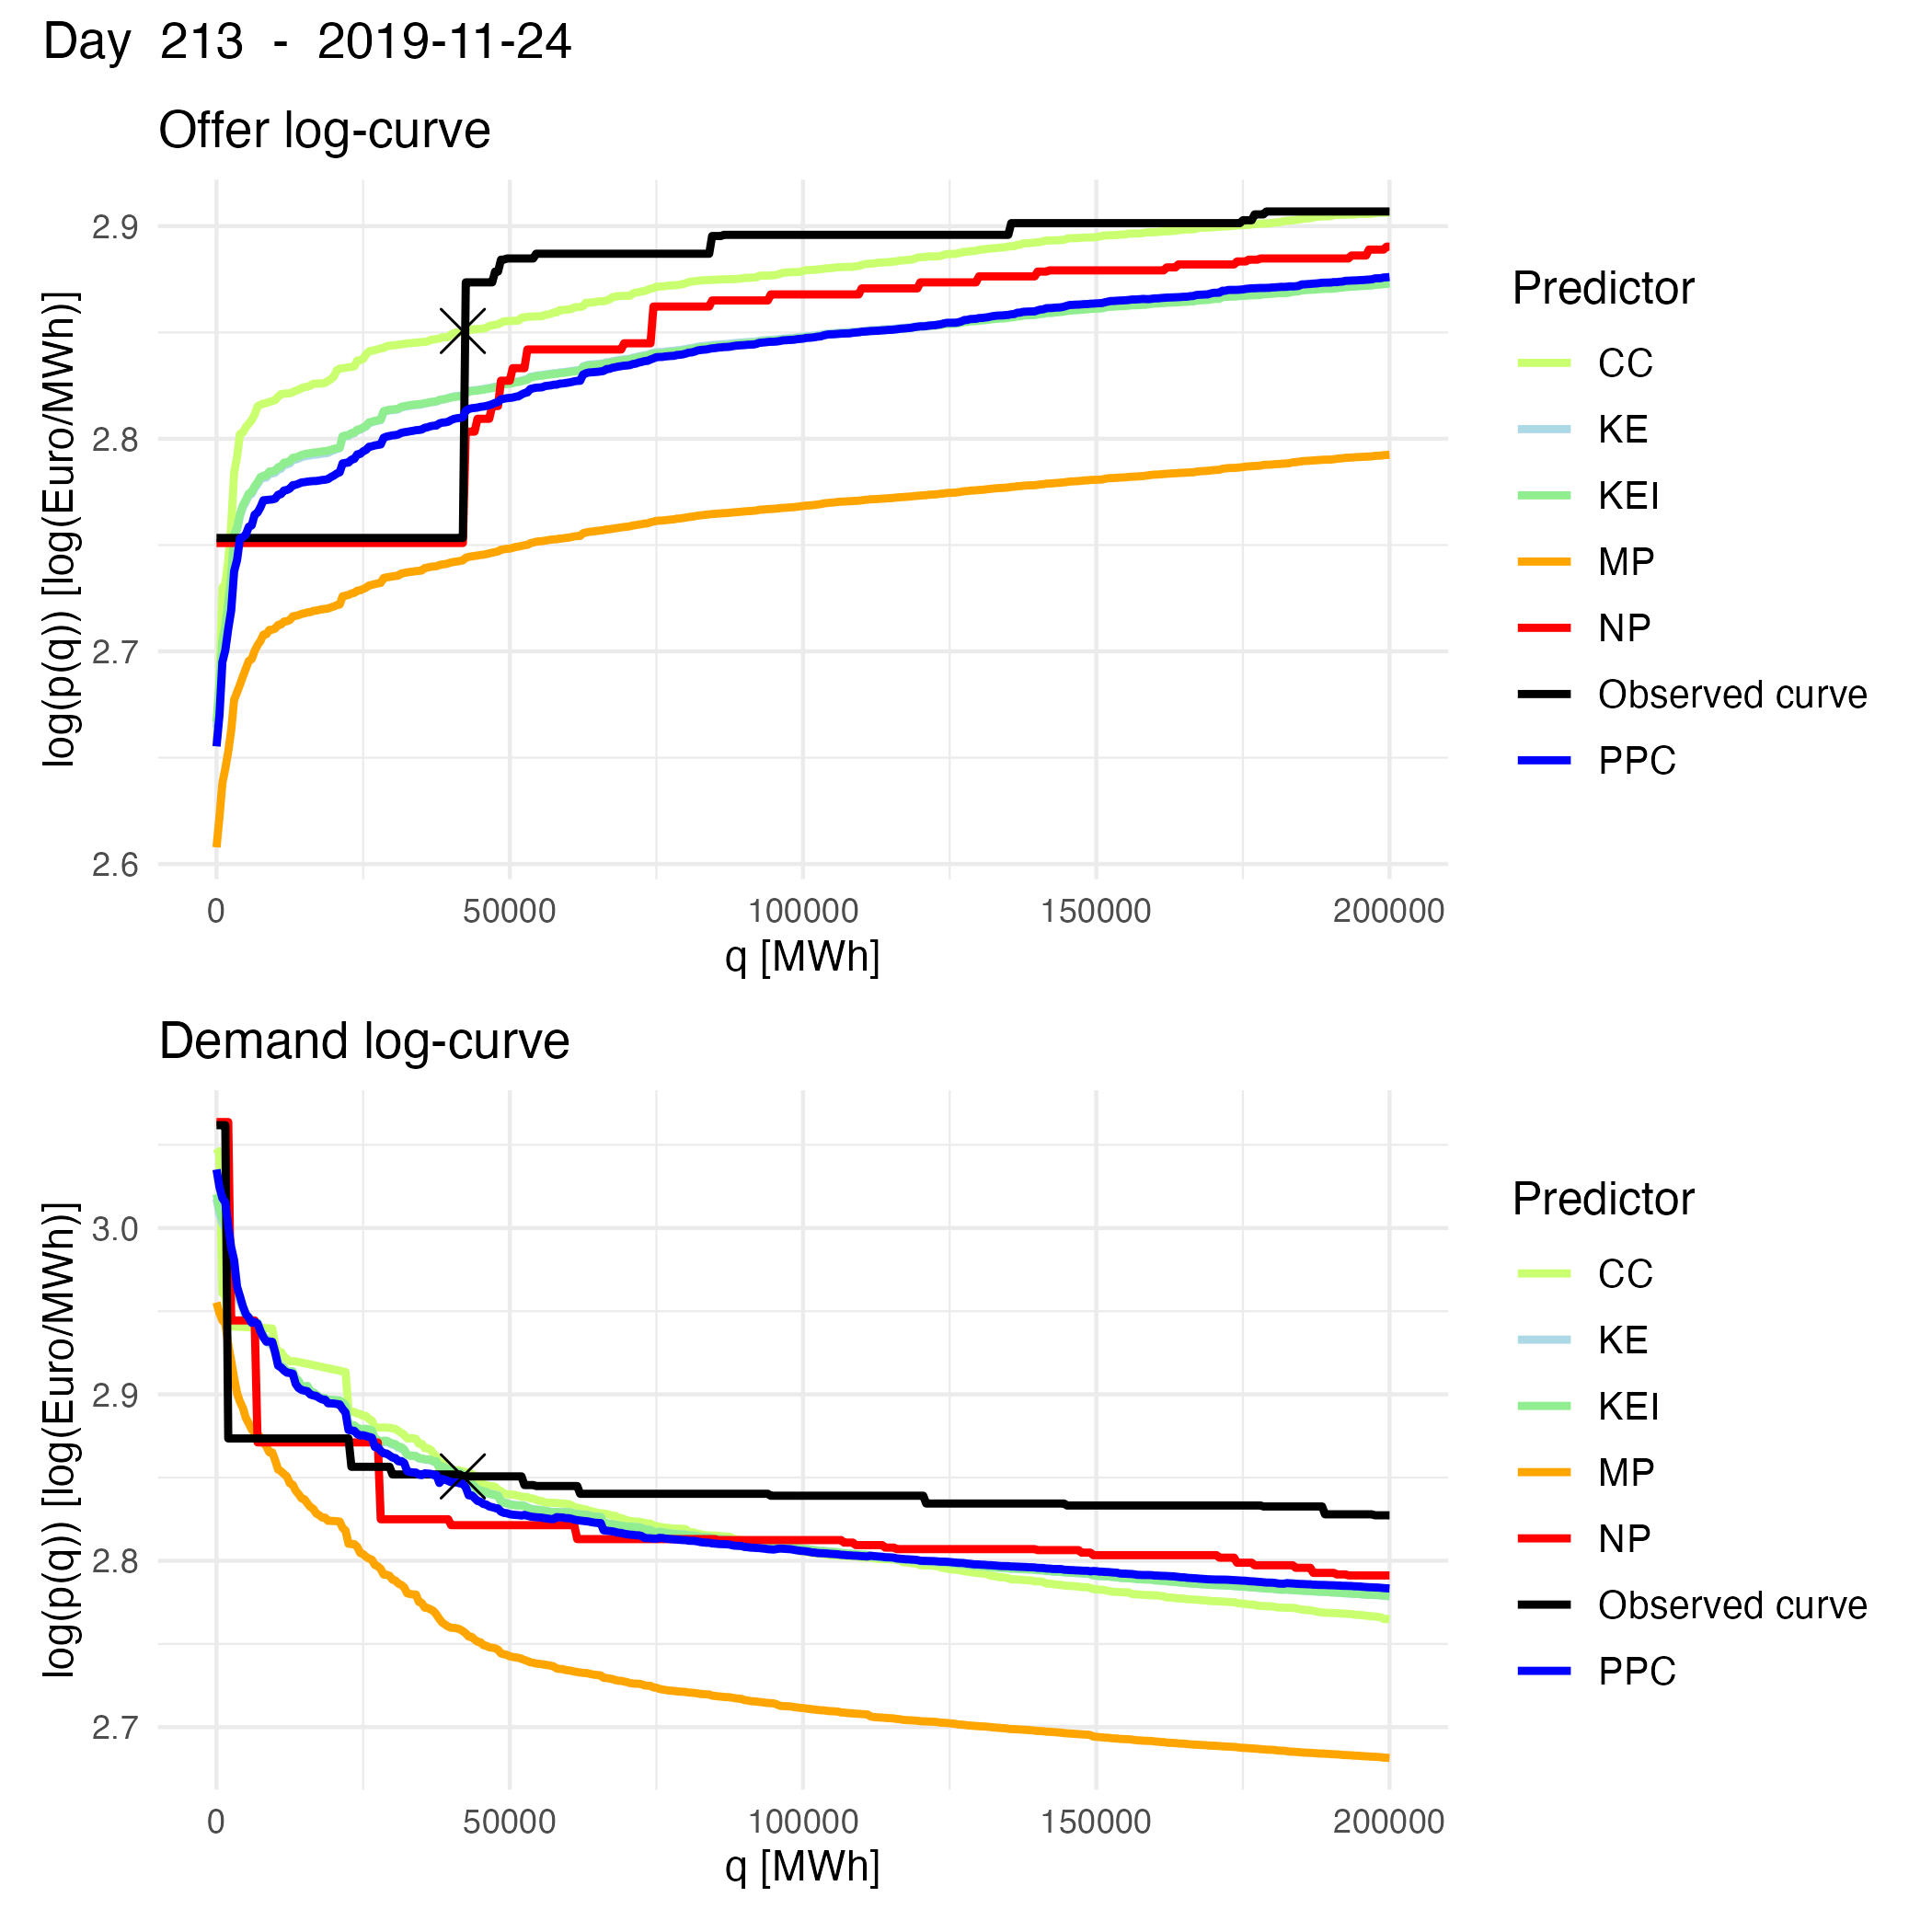 Day 213 - 2019-11-24
Offer log-curve
2.9
2.8
2.7
2.6
log(p(q)) [log(Euro/MWh)]
0 50000 100000 150000 200000
q [MWh]
Predictor
CC
KE
KEI
MP
NP
Observed curve
PPC
Demand log-curve
3.0
2.9
2.8
2.7
log(p(q)) [log(Euro/MWh)]
0 50000 100000 150000 200000
q [MWh]
Predictor
CC
KE
KEI
MP
NP
Observed curve
PPC